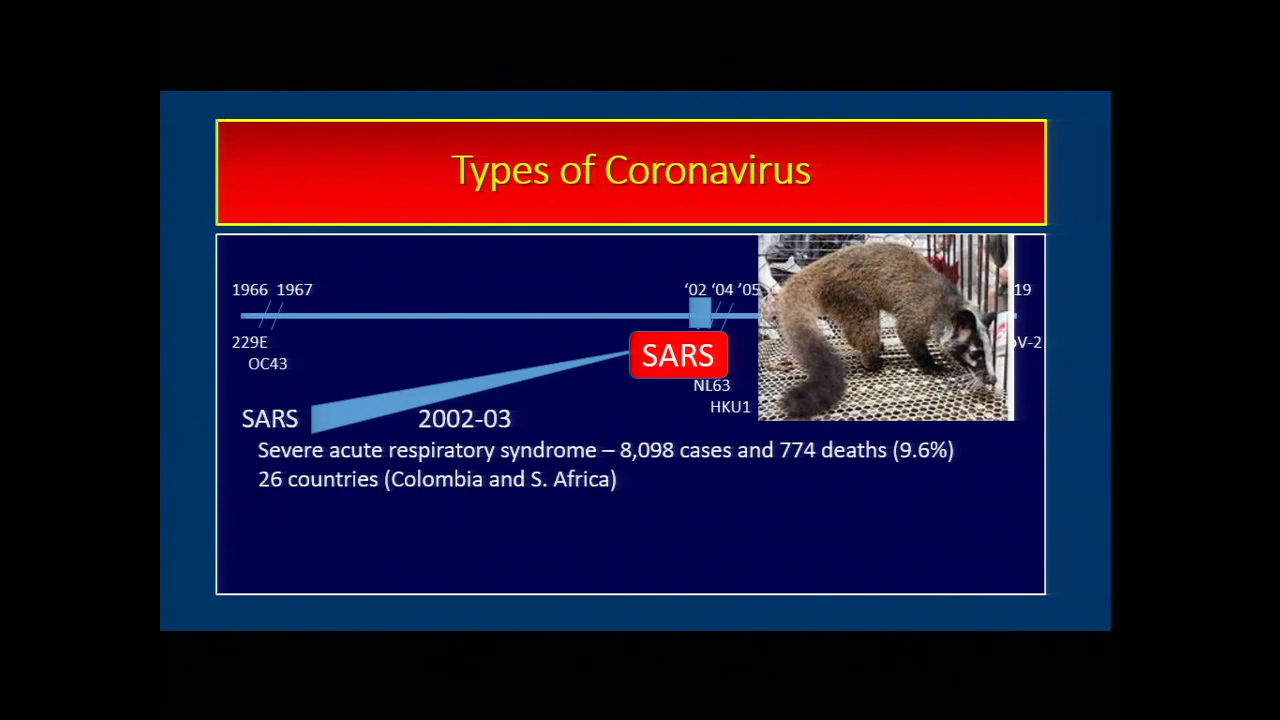 Types of Coronavirus
1966 1967 ‘02 ‘04 ’05 19
229E
OC43
SARS
NL63
HKU1
V-2
SARS 2002-03
Severe acute respiratory syndrome – 8,098 cases and 774 deaths (9.6%)
26 countries (Colombia and S. Africa)